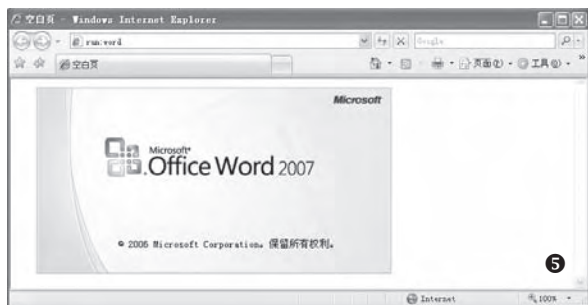 空白页 - Windows Internet Explorer
run:word
Google
空白页
页面(P) 工具(O)
Microsoft
Microsoft
Office Word 2007
© 2006 Microsoft Corporation。保留所有权利。
❺
Internet 100%